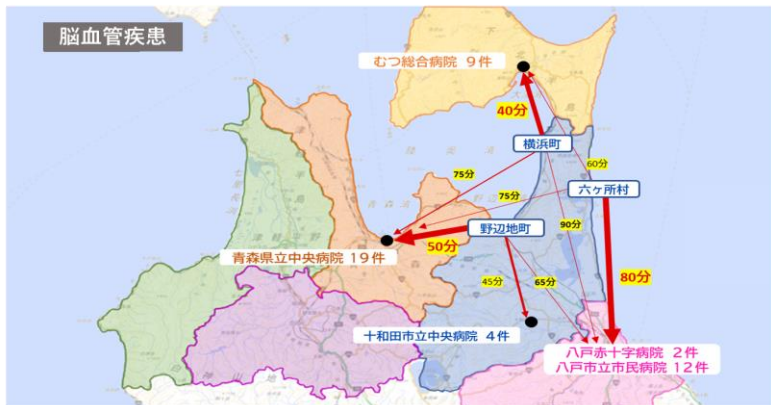 脳血管疾患
むつ総合病院 9件
40分
横浜町
60分
75分
六ヶ所村
75分
野辺地町
90分
50分
青森県立中央病院 19件
80分
45分
65分
十和田市立中央病院 4件
八戸赤十字病院 2件
八戸市立市民病院 12件